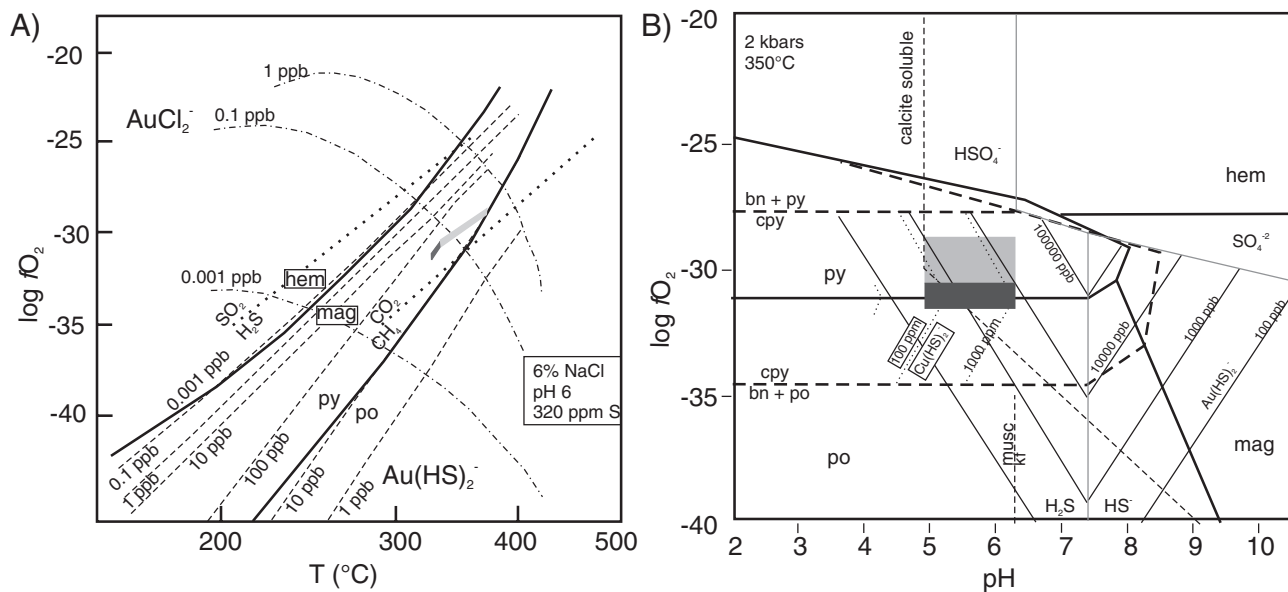 A)
-20
-25
-30
-35
-40
log fO2
200
300
400
500
T (°C)
AuCl2-
1 ppb
0.1 ppb
0.001 ppb
SO2
H2S
hem
mag
CO2
CH4
0.001 ppb
0.1 ppb
1 ppb
10 ppb
100 ppb
10 ppb
1 ppb
py
po
Au(HS)2-
6% NaCl
pH 6
320 ppm S
B)
-20
-25
-30
-35
-40
log fO2
2
3
4
5
6
7
8
9
10
pH
2 kbars
350°C
calcite soluble
HSO4-
hem
bn + py
cpy
SO4-2
py
100000 ppb
100 ppm
Cu(HS)2-
1000 ppm
10000 ppb
1000 ppb
100 ppb
Au(HS)2-
cpy
bn + po
po
musc
kf
H2S
HS-
mag